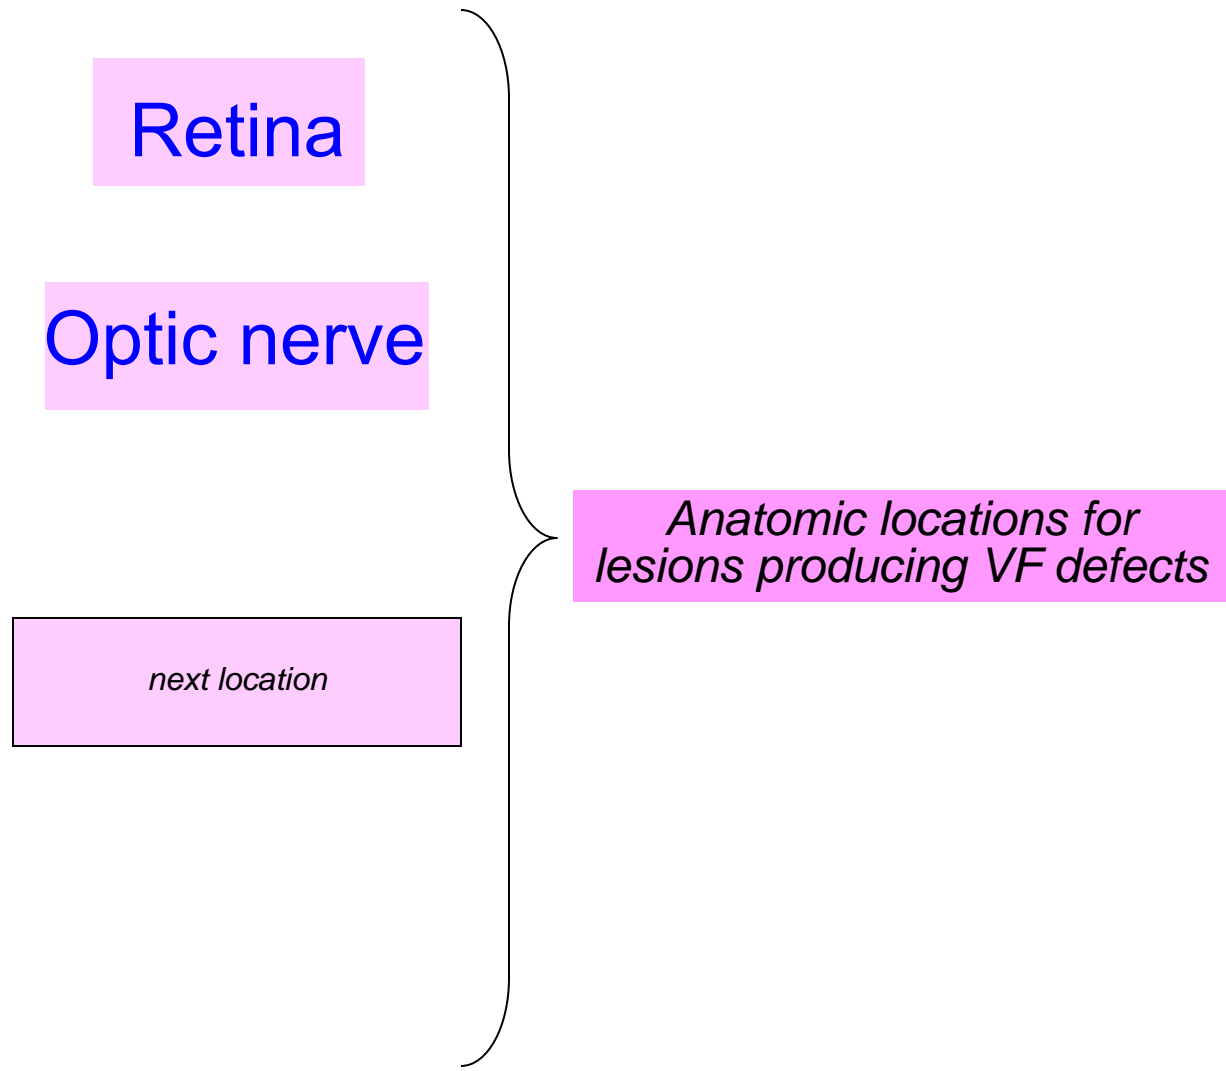 Retina
Optic nerve
Anatomic locations for
lesions producing VF defects
next location